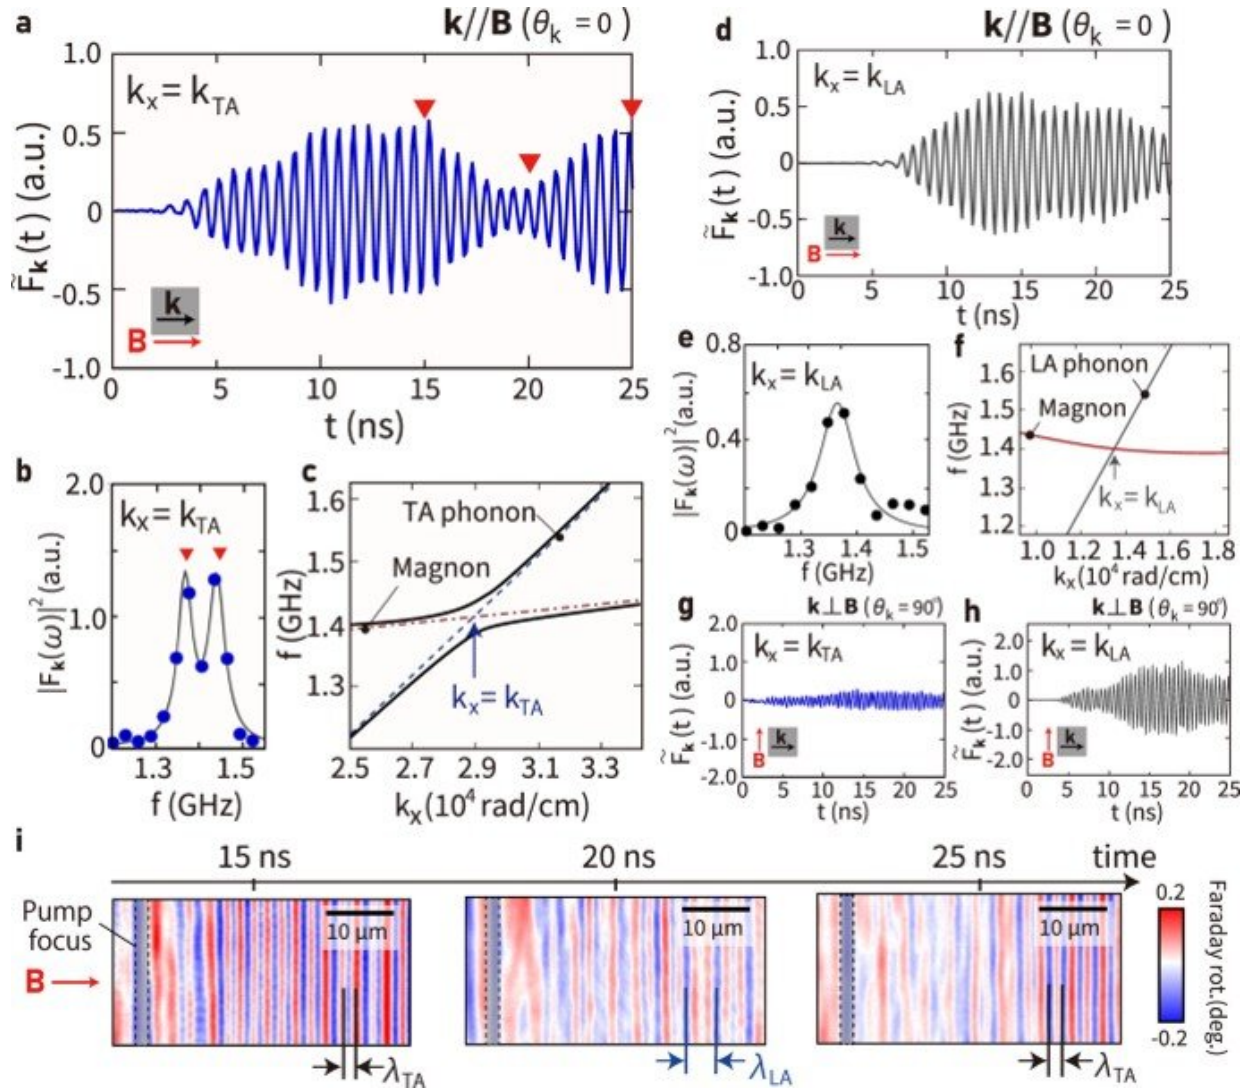 a
k//B (θk = 0)
kx = kTA
F̃k(t) (a.u.)
1.0
0.5
0
-0.5
-1.0
k
B
0 5 10 15 20 25
t (ns)
d
k//B (θk = 0)
kx = kLA
F̃k(t) (a.u.)
1.0
0.5
0
-0.5
-1.0
k
B
0 5 10 15 20 25
t (ns)
b
kx = kTA
|Fk(ω)|² (a.u.)
2.0
1.0
0
1.3 1.5
f (GHz)
c
TA phonon
Magnon
kx = kTA
f (GHz)
1.6
1.5
1.4
1.3
2.5 2.7 2.9 3.1 3.3
kx(10⁴ rad/cm)
e
kx = kLA
|Fk(ω)|² (a.u.)
0.8
0.4
0
1.3 1.4 1.5
f (GHz)
f
LA phonon
Magnon
kx = kLA
f (GHz)
1.6
1.5
1.4
1.3
1.2
1.0 1.2 1.4 1.6 1.8
kx(10⁴ rad/cm)
g
k⊥B (θk = 90°)
kx = kTA
F̃k(t) (a.u.)
2.0
1.0
0
-1.0
-2.0
B
k
0 5 10 15 20 25
t (ns)
h
k⊥B (θk = 90°)
kx = kLA
F̃k(t) (a.u.)
2.0
1.0
0
-1.0
-2.0
B
k
0 5 10 15 20 25
t (ns)
i
15 ns 20 ns 25 ns time
Pump
focus
B
10 μm
10 μm
10 μm
λTA
λLA
λTA
0.2
-0.2
Faraday rot.(deg.)